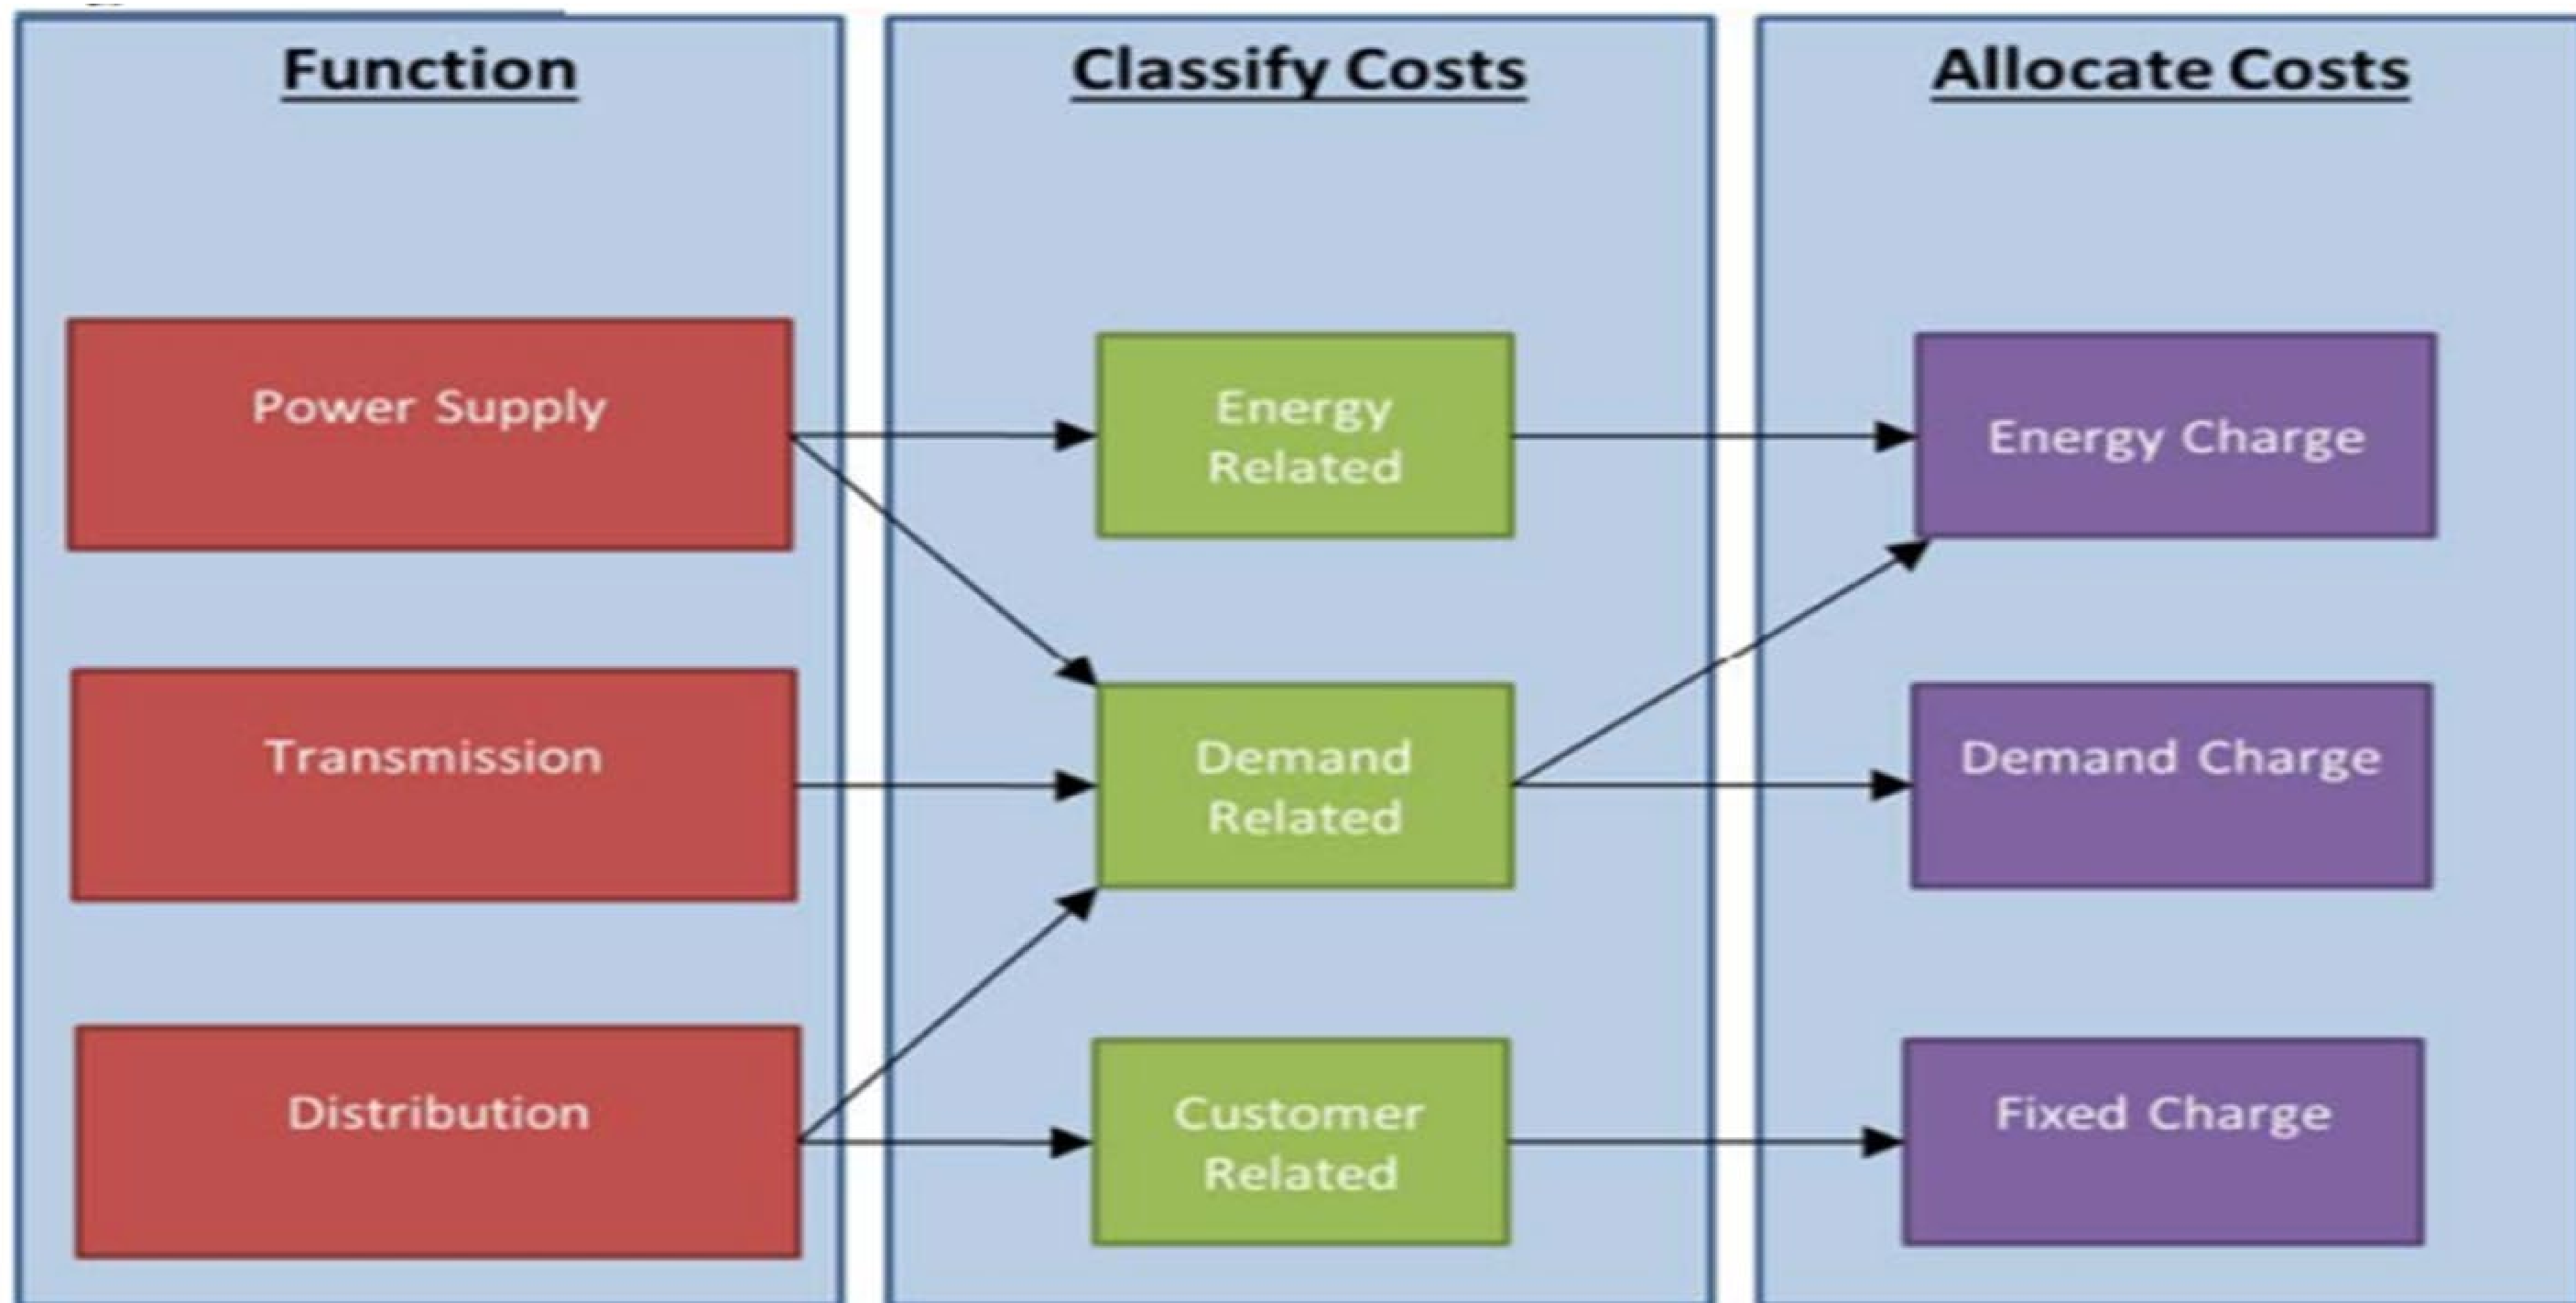 Function
Classify Costs
Allocate Costs
Power Supply
Energy
Related
Energy Charge
Transmission
Demand
Related
Demand Charge
Distribution
Customer
Related
Fixed Charge